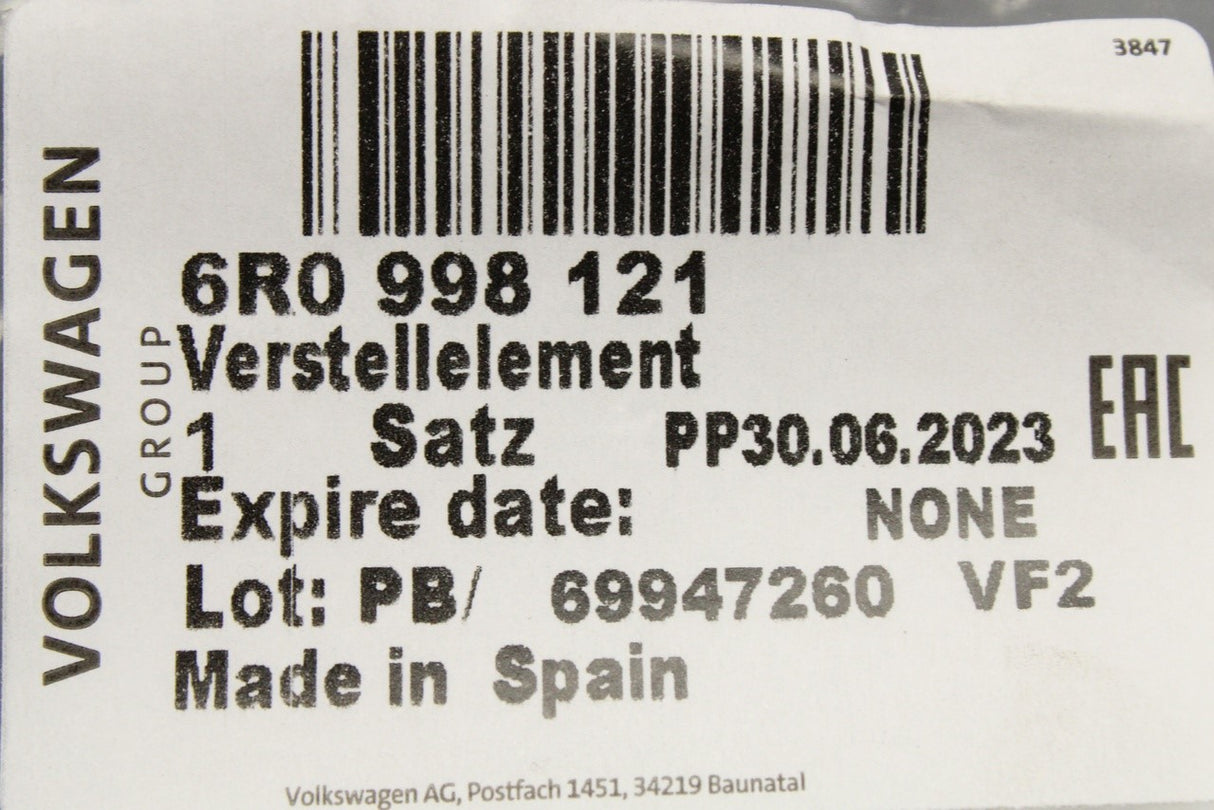 3847
VOLKSWAGEN
GROUP
6R0 998 121
Verstellelement
1 Satz PP30.06.2023
EAC
Expire date: NONE
Lot: PB/ 69947260 VF2
Made in Spain
Volkswagen AG, Postfach 1451, 34219 Baunatal